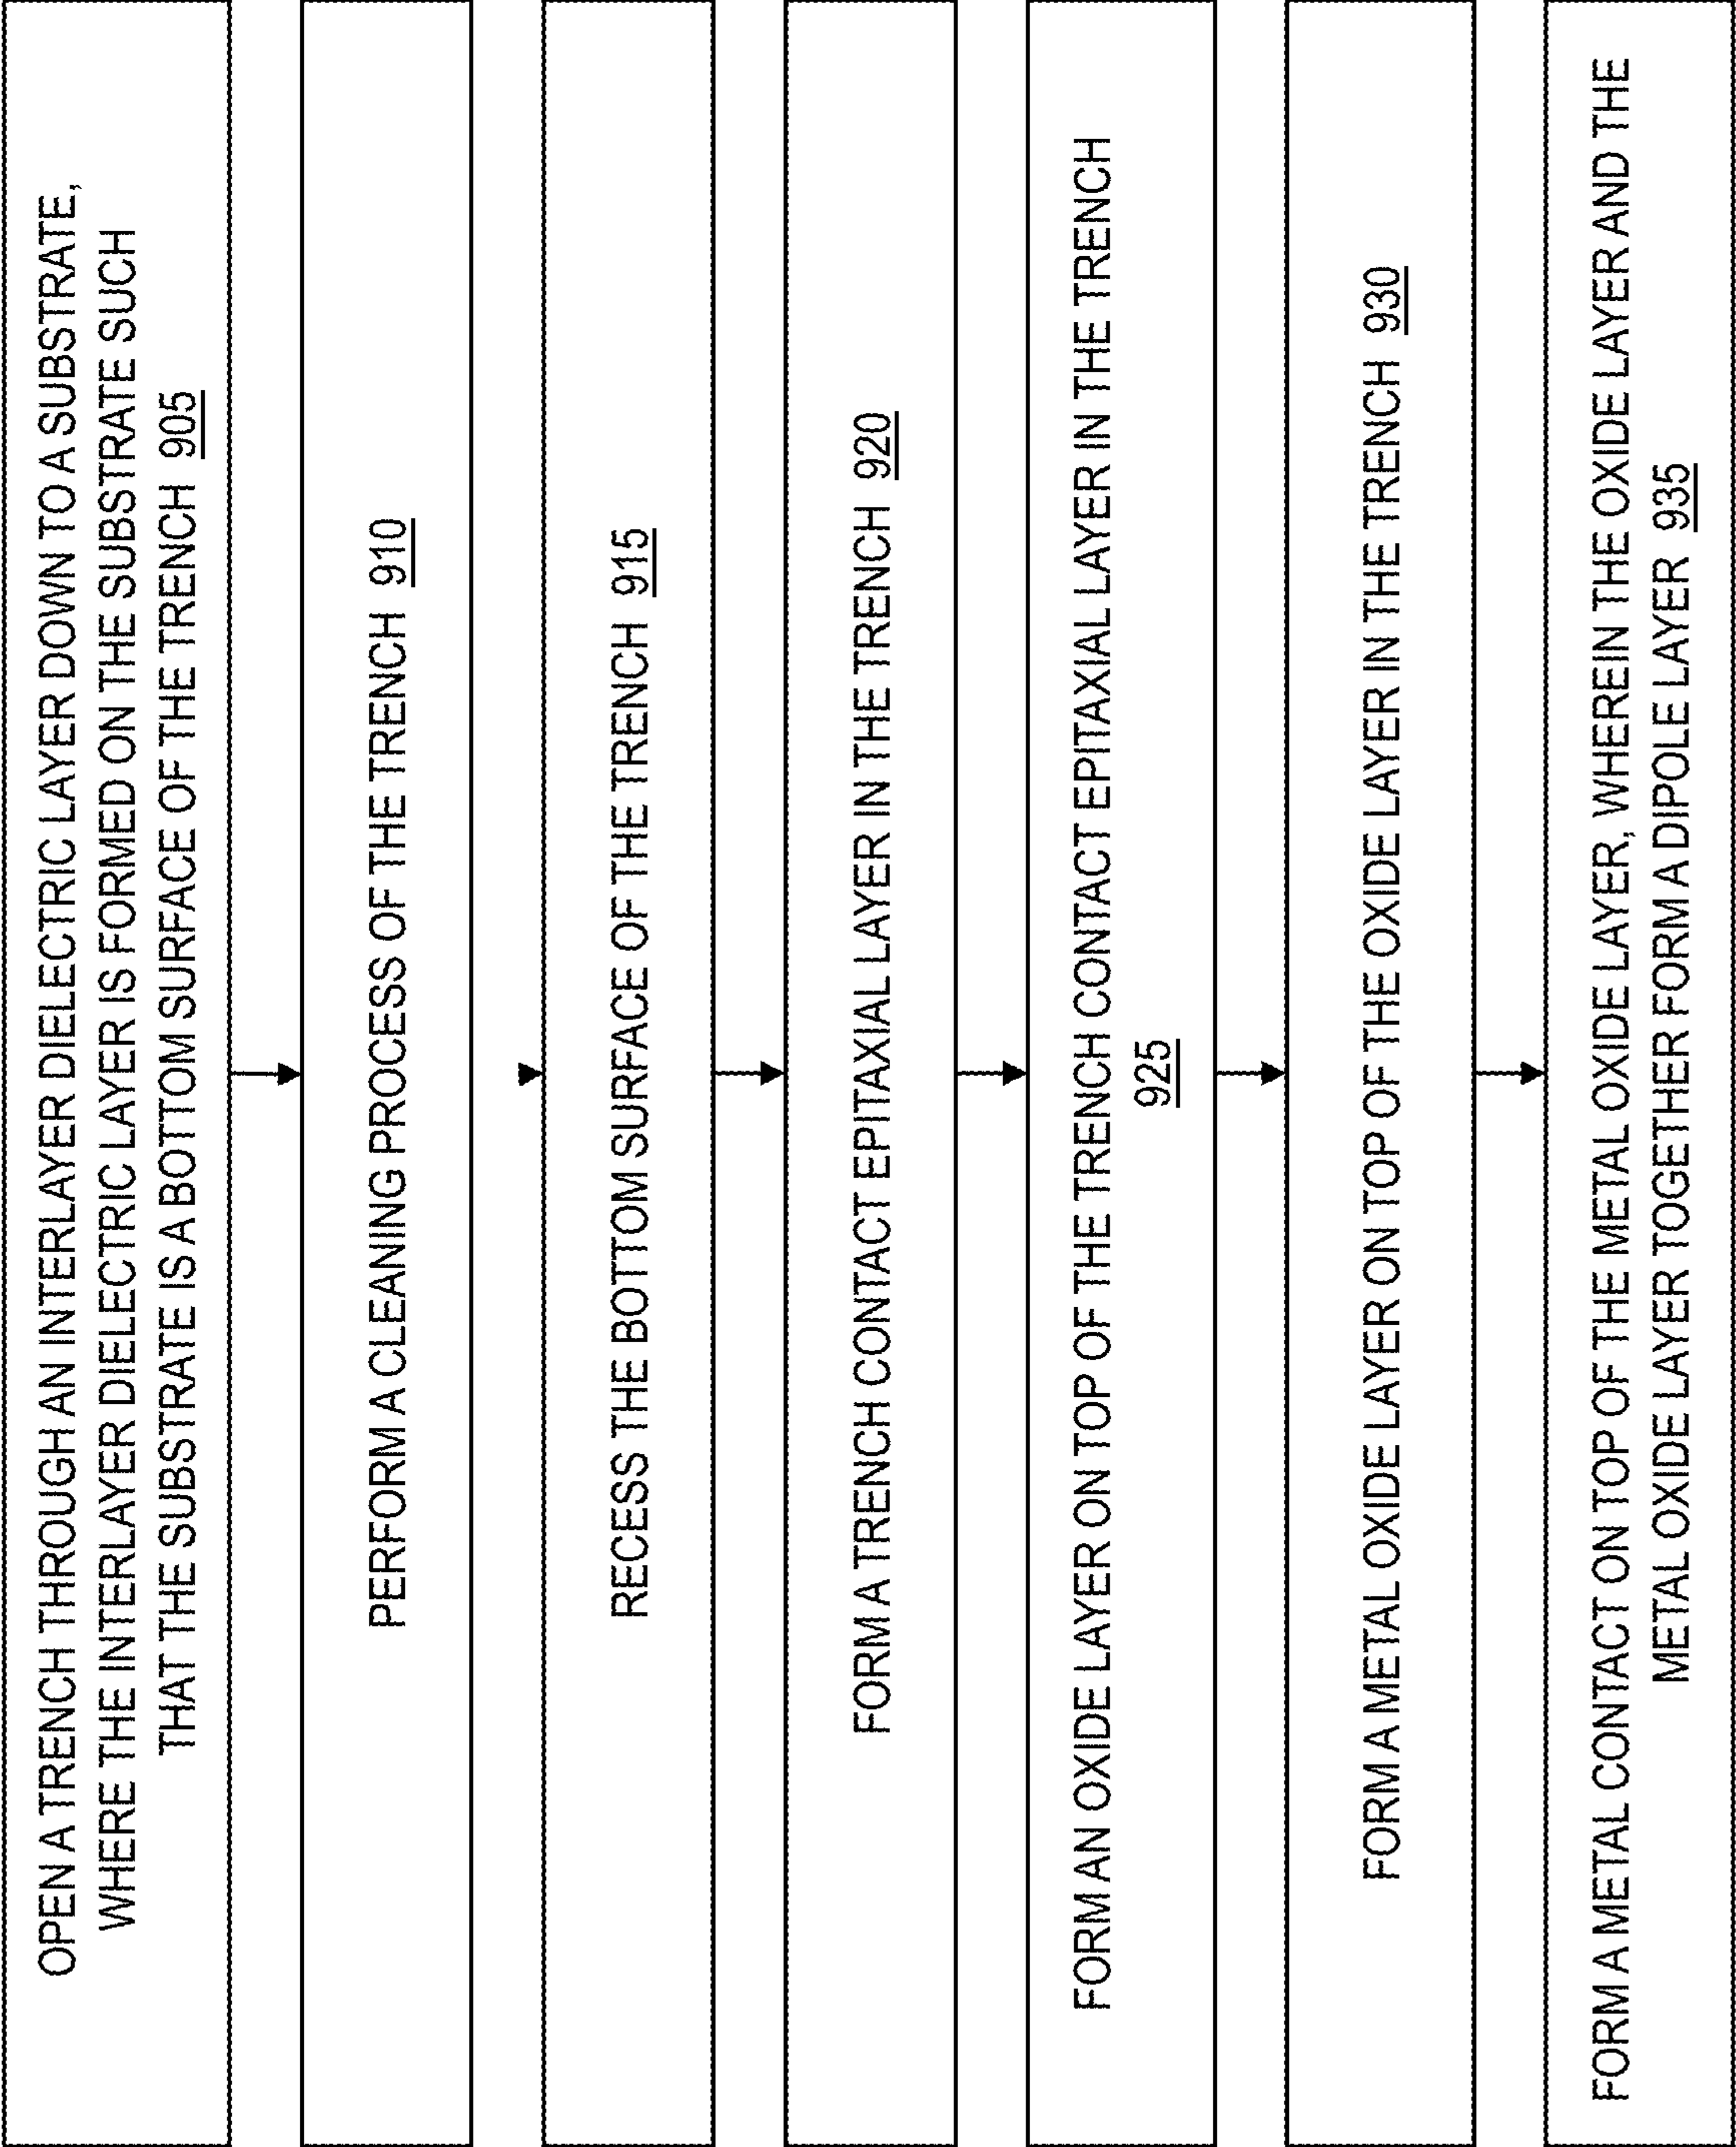 OPEN A TRENCH THROUGH AN INTERLAYER DIELECTRIC LAYER DOWN TO A SUBSTRATE,
WHERE THE INTERLAYER DIELECTRIC LAYER IS FORMED ON THE SUBSTRATE SUCH
THAT THE SUBSTRATE IS A BOTTOM SURFACE OF THE TRENCH 905
PERFORM A CLEANING PROCESS OF THE TRENCH 910
RECESS THE BOTTOM SURFACE OF THE TRENCH 915
FORM A TRENCH CONTACT EPITAXIAL LAYER IN THE TRENCH 920
FORM AN OXIDE LAYER ON TOP OF THE TRENCH CONTACT EPITAXIAL LAYER IN THE TRENCH
925
FORM A METAL OXIDE LAYER ON TOP OF THE OXIDE LAYER IN THE TRENCH 930
FORM A METAL CONTACT ON TOP OF THE METAL OXIDE LAYER, WHEREIN THE OXIDE LAYER AND THE
METAL OXIDE LAYER TOGETHER FORM A DIPOLE LAYER 935